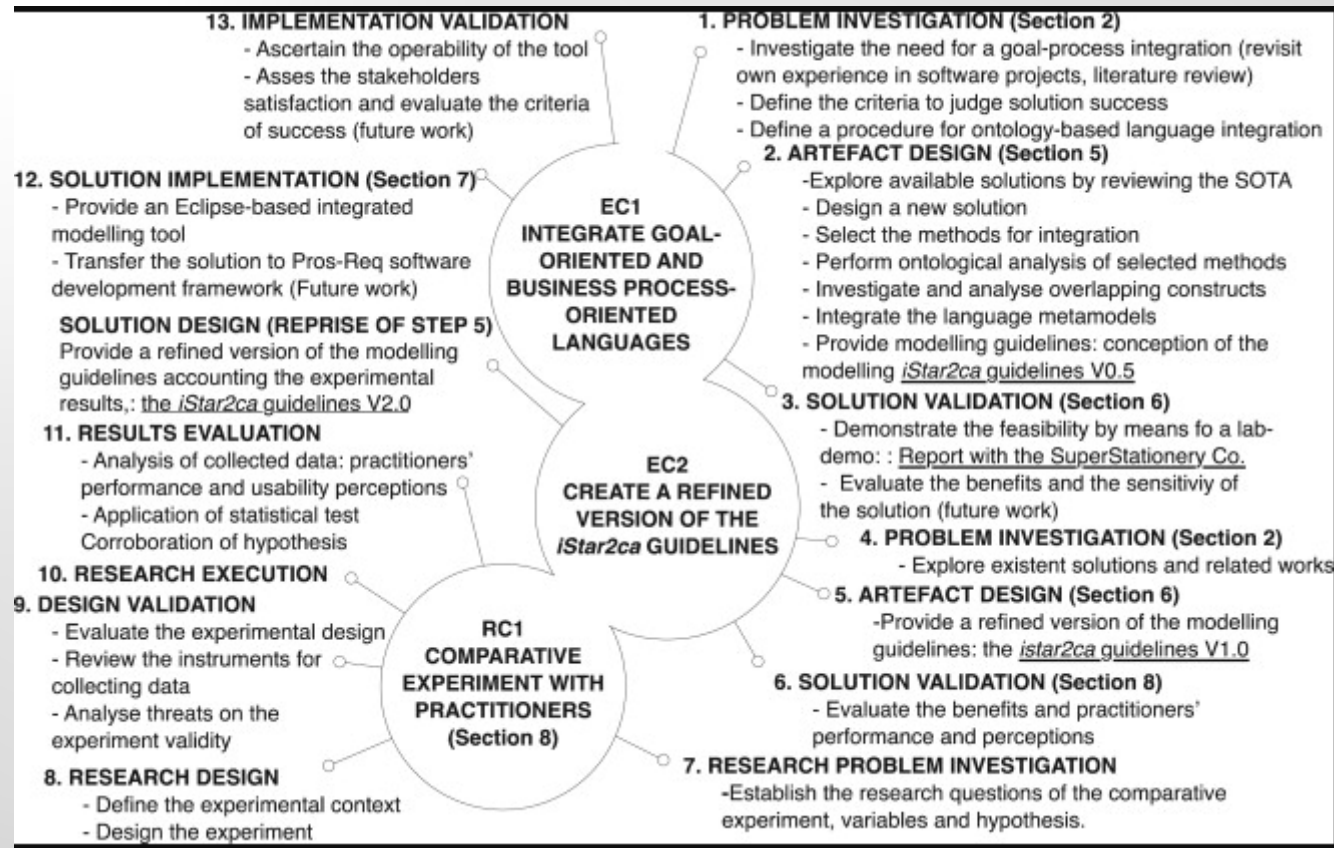 13. IMPLEMENTATION VALIDATION
- Ascertain the operability of the tool
- Asses the stakeholders
satisfaction and evaluate the criteria
of success (future work)
12. SOLUTION IMPLEMENTATION (Section 7)
- Provide an Eclipse-based integrated
modelling tool
- Transfer the solution to Pros-Req software
development framework (Future work)
SOLUTION DESIGN (REPRISE OF STEP 5)
Provide a refined version of the modelling
guidelines accounting the experimental
results,: the iStar2ca guidelines V2.0
11. RESULTS EVALUATION
- Analysis of collected data: practitioners'
performance and usability perceptions
- Application of statistical test
Corroboration of hypothesis
10. RESEARCH EXECUTION
9. DESIGN VALIDATION
- Evaluate the experimental design
- Review the instruments for
collecting data
- Analyse threats on the
experiment validity
8. RESEARCH DESIGN
- Define the experimental context
- Design the experiment
EC1
INTEGRATE GOAL-
ORIENTED AND
BUSINESS PROCESS-
ORIENTED
LANGUAGES
EC2
CREATE A REFINED
VERSION OF THE
iStar2ca GUIDELINES
RC1
COMPARATIVE
EXPERIMENT WITH
PRACTITIONERS
(Section 8)
1. PROBLEM INVESTIGATION (Section 2)
- Investigate the need for a goal-process integration (revisit
own experience in software projects, literature review)
- Define the criteria to judge solution success
- Define a procedure for ontology-based language integration
2. ARTEFACT DESIGN (Section 5)
-Explore available solutions by reviewing the SOTA
- Design a new solution
- Select the methods for integration
- Perform ontological analysis of selected methods
- Investigate and analyse overlapping constructs
- Integrate the language metamodels
- Provide modelling guidelines: conception of the
modelling iStar2ca guidelines V0.5
3. SOLUTION VALIDATION (Section 6)
- Demonstrate the feasibility by means fo a lab-
demo: : Report with the SuperStationery Co.
- Evaluate the benefits and the sensitiviy of
the solution (future work)
4. PROBLEM INVESTIGATION (Section 2)
- Explore existent solutions and related works
5. ARTEFACT DESIGN (Section 6)
-Provide a refined version of the modelling
guidelines: the istar2ca guidelines V1.0
6. SOLUTION VALIDATION (Section 8)
- Evaluate the benefits and practitioners'
performance and perceptions
7. RESEARCH PROBLEM INVESTIGATION
-Establish the research questions of the comparative
experiment, variables and hypothesis.